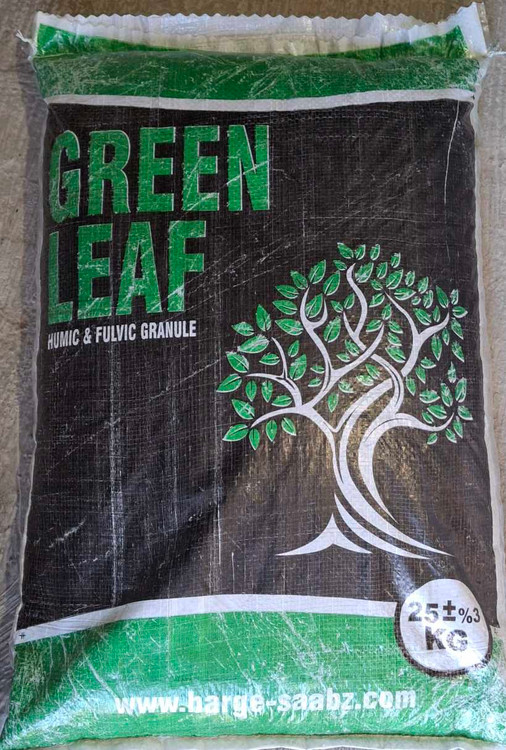 GREEN
LEAF
HUMIC & FULVIC GRANULE
25±%3
KG
www.barge-saabz.com